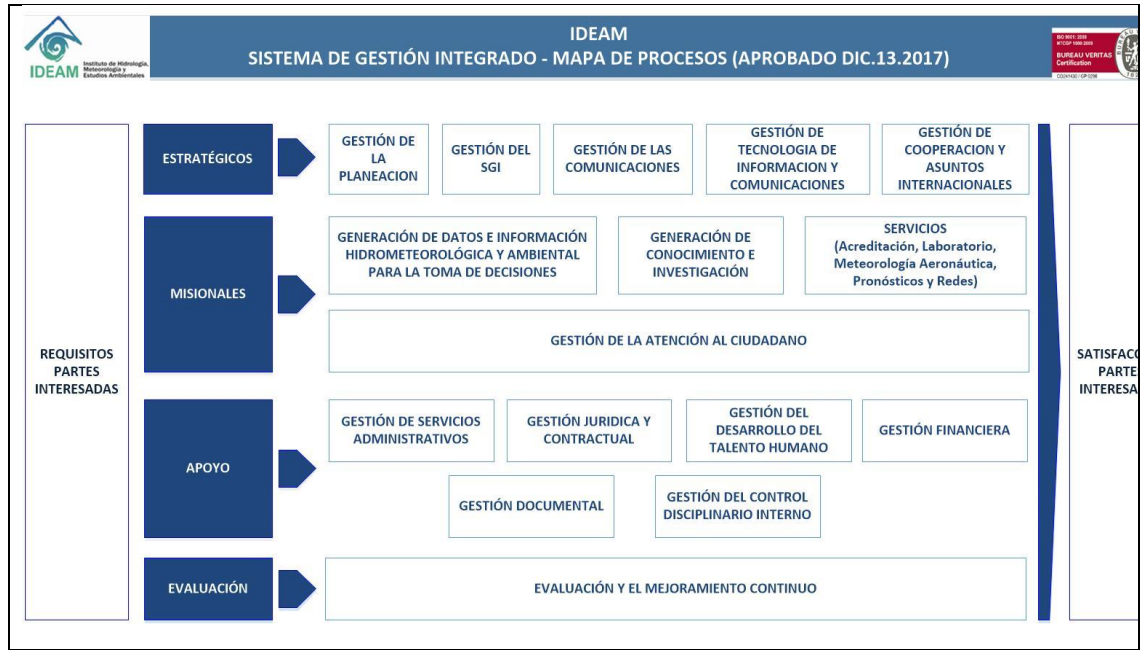 IDEAM
Instituto de Hidrología,
Meteorología y
Estudios Ambientales
IDEAM
SISTEMA DE GESTIÓN INTEGRADO - MAPA DE PROCESOS (APROBADO DIC.13.2017)
BUREAU VERITAS
Certification
REQUISITOS
PARTES
INTERESADAS
ESTRATÉGICOS
GESTIÓN DE
LA
PLANEACION
GESTIÓN DEL
SGI
GESTIÓN DE LAS
COMUNICACIONES
GESTIÓN DE
TECNOLOGIA DE
INFORMACION Y
COMUNICACIONES
GESTIÓN DE
COOPERACION Y
ASUNTOS
INTERNACIONALES
MISIONALES
GENERACIÓN DE DATOS E INFORMACIÓN
HIDROMETEOROLÓGICA Y AMBIENTAL
PARA LA TOMA DE DECISIONES
GENERACIÓN DE
CONOCIMIENTO E
INVESTIGACIÓN
SERVICIOS
(Acreditación, Laboratorio,
Meteorología Aeronáutica,
Pronósticos y Redes)
GESTIÓN DE LA ATENCIÓN AL CIUDADANO
APOYO
GESTIÓN DE SERVICIOS
ADMINISTRATIVOS
GESTIÓN JURIDICA Y
CONTRACTUAL
GESTIÓN DEL
DESARROLLO DEL
TALENTO HUMANO
GESTIÓN FINANCIERA
GESTIÓN DOCUMENTAL
GESTIÓN DEL CONTROL
DISCIPLINARIO INTERNO
EVALUACIÓN
EVALUACIÓN Y EL MEJORAMIENTO CONTINUO
SATISFACC
PARTE
INTERESA